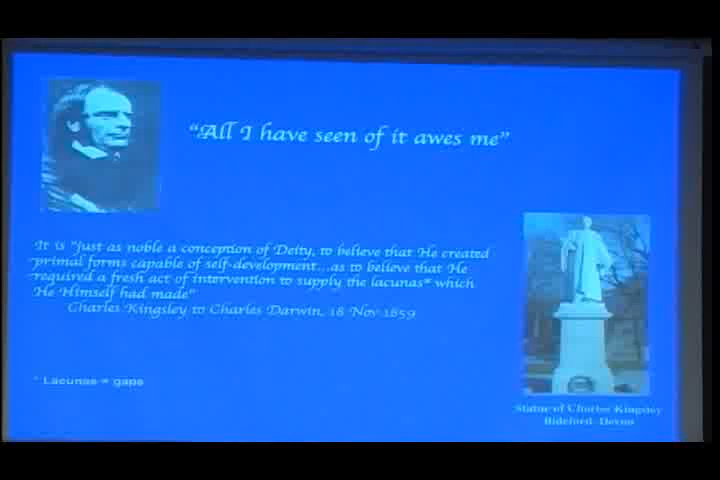 “All I have seen of it awes me”
It is “just as noble a conception of Deity, to believe that He created
primal forms capable of self-development...as to believe that He
required a fresh act of intervention to supply the lacunas* which
He Himself had made”
Charles Kingsley to Charles Darwin, 18 Nov 1859
* Lacunas = gaps
Statue of Charles Kingsley
Bideford Devon